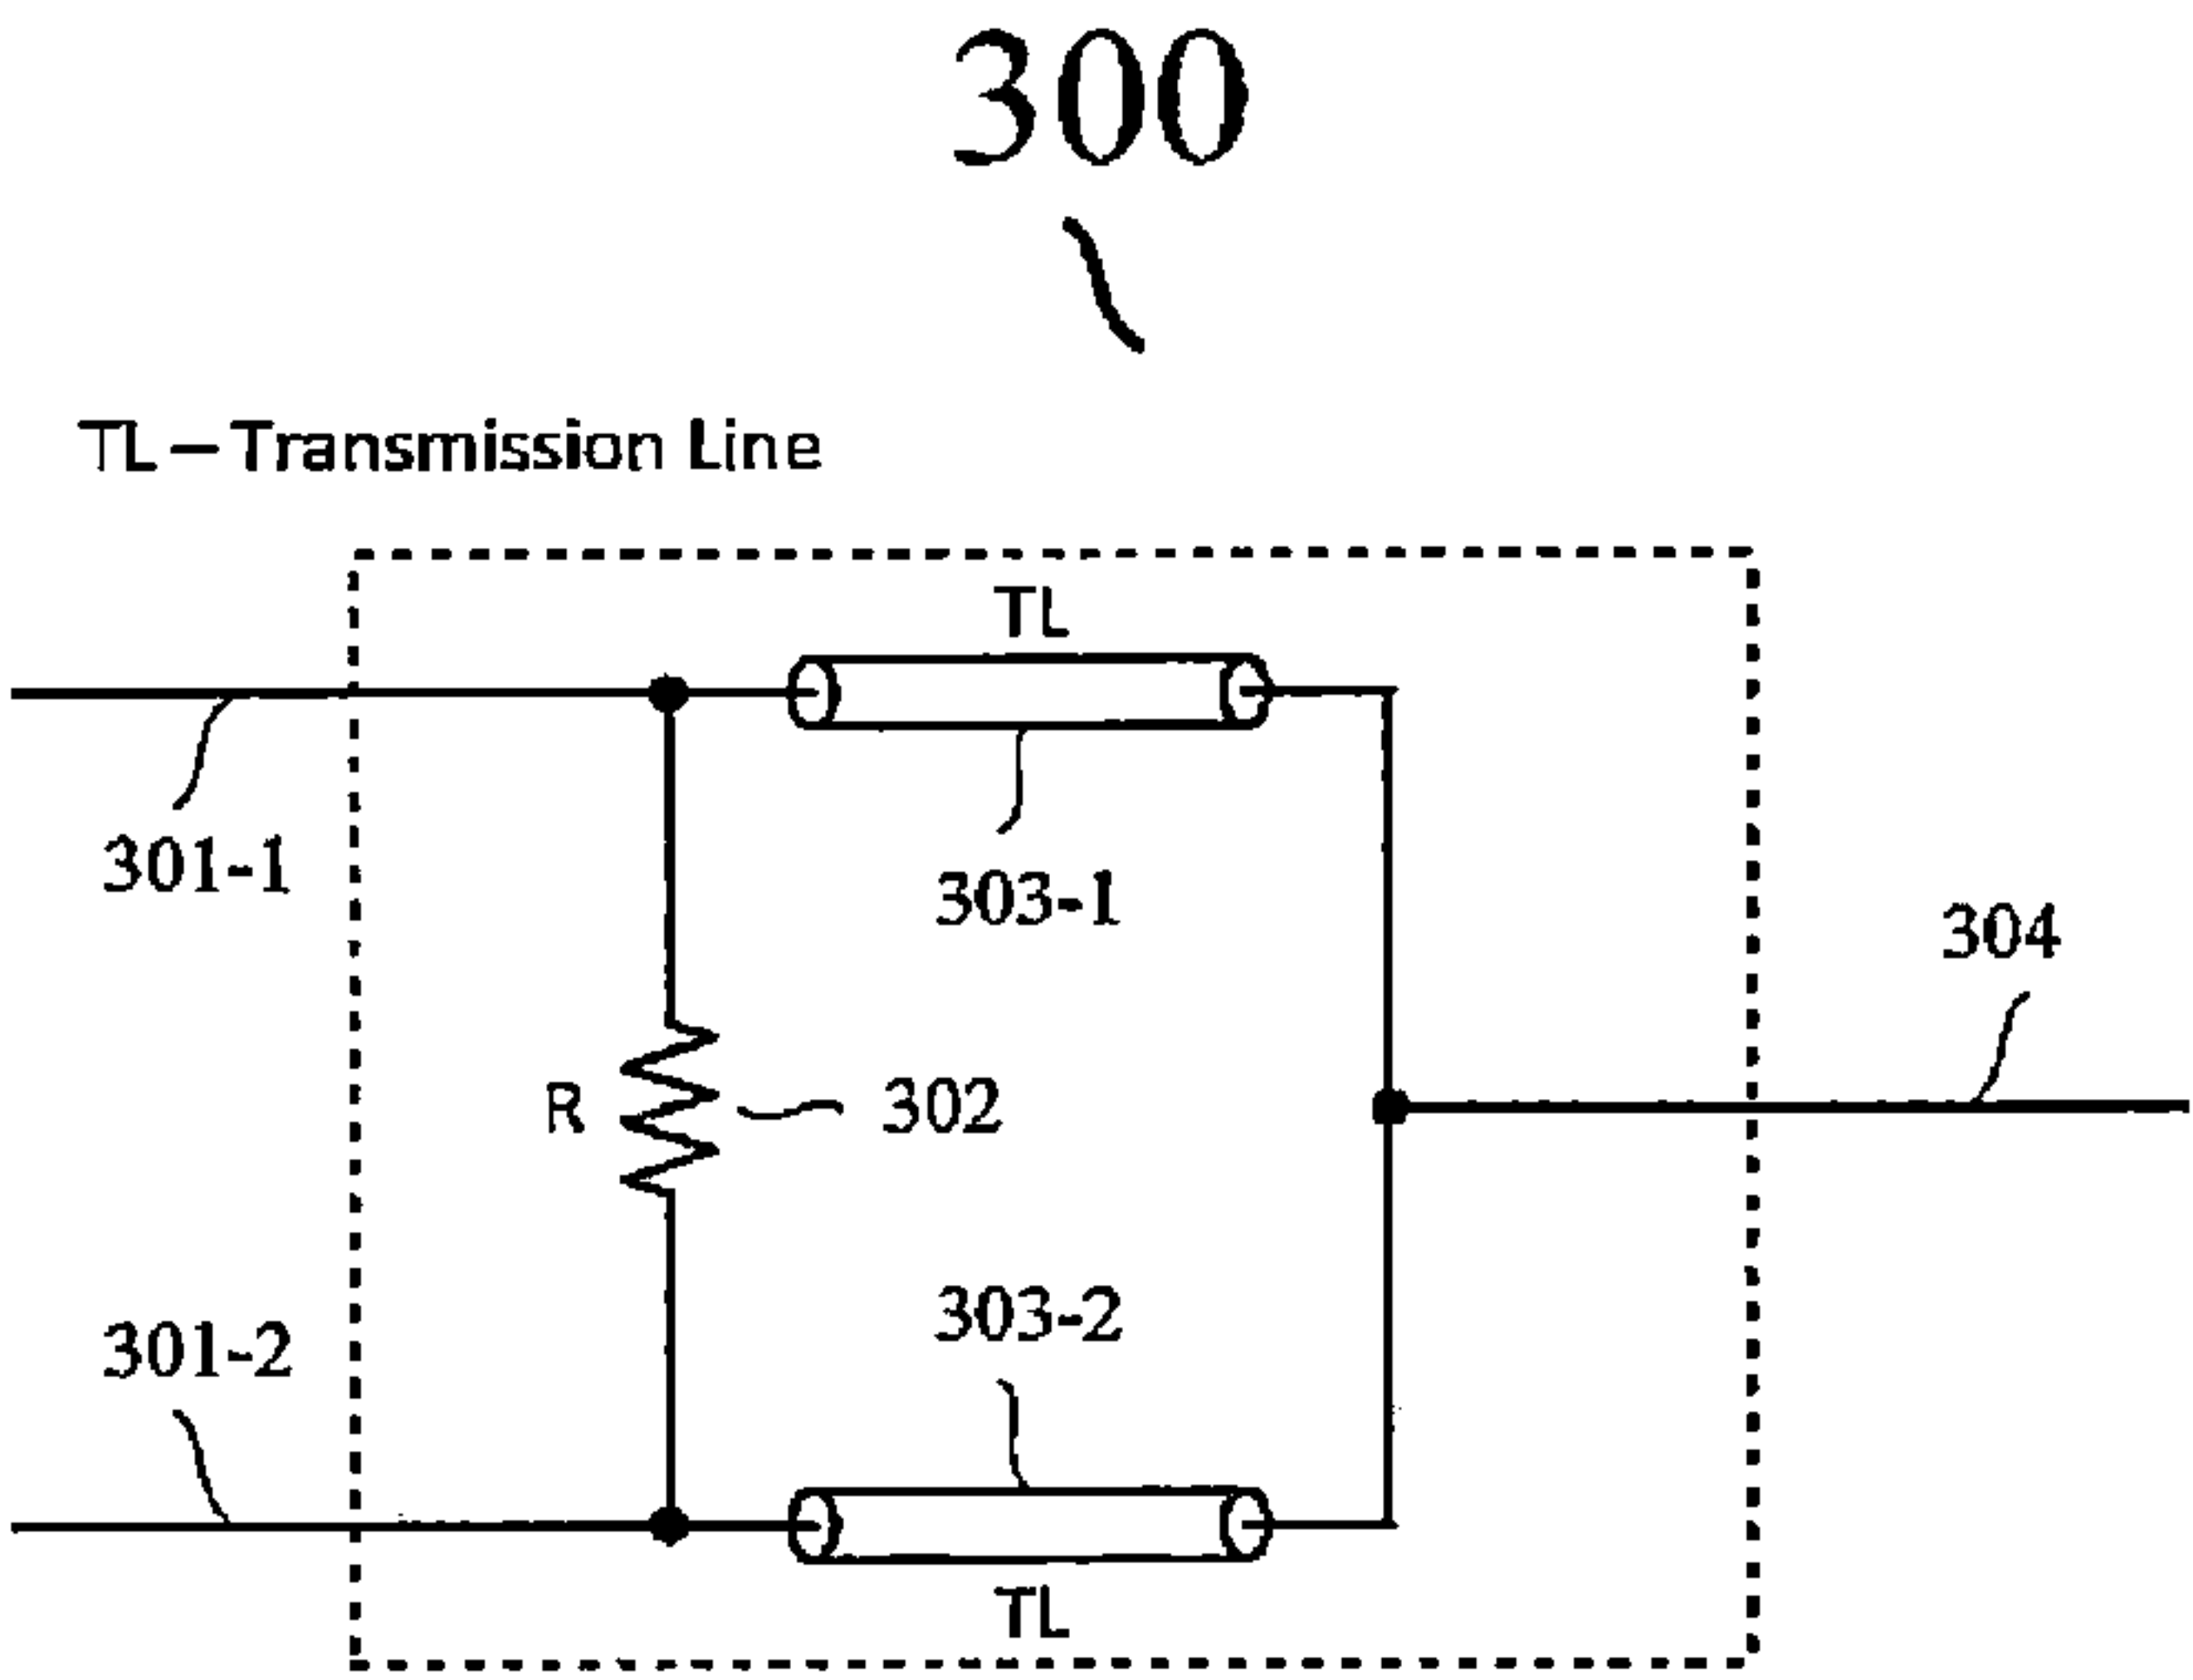 300
TL – Transmission Line
TL
301-1
303-1
304
R
302
303-2
301-2
TL